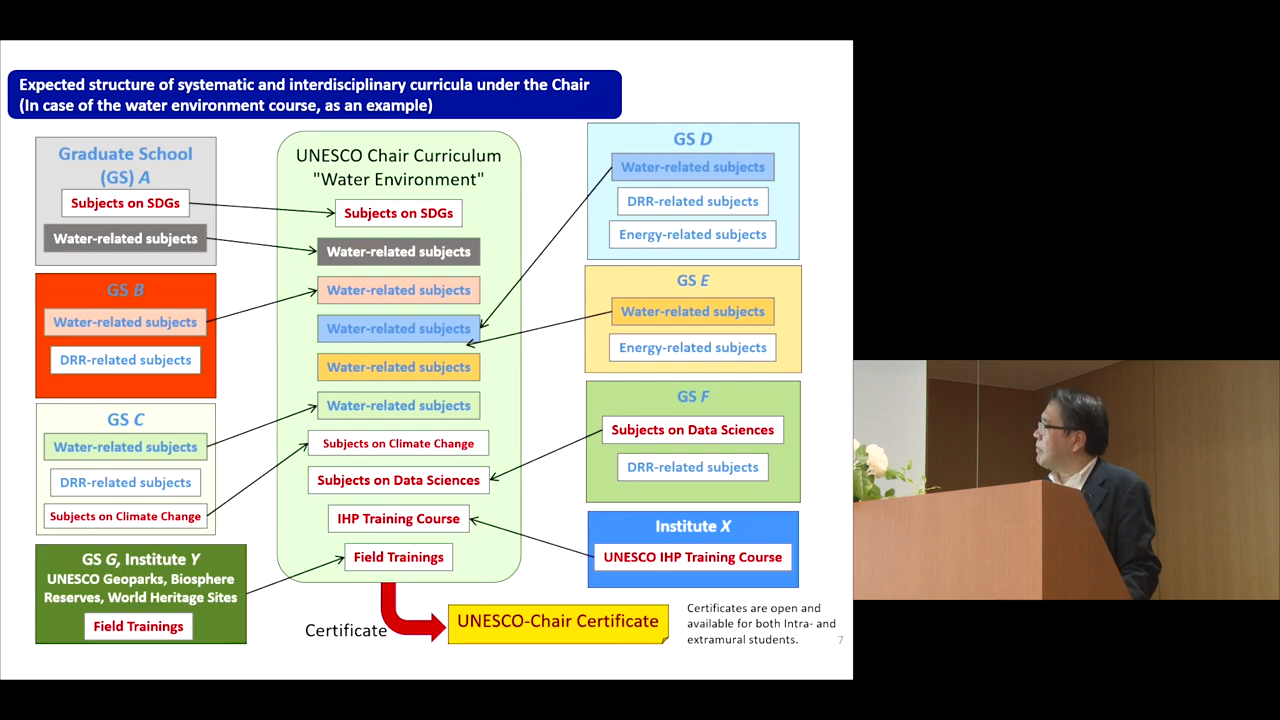 Expected structure of systematic and interdisciplinary curricula under the Chair
(In case of the water environment course, as an example)
Graduate School
(GS) A
Subjects on SDGs
Water-related subjects
GS B
Water-related subjects
DRR-related subjects
GS C
Water-related subjects
DRR-related subjects
Subjects on Climate Change
GS G, Institute Y
UNESCO Geoparks, Biosphere
Reserves, World Heritage Sites
Field Trainings
UNESCO Chair Curriculum
"Water Environment"
Subjects on SDGs
Water-related subjects
Water-related subjects
Water-related subjects
Water-related subjects
Water-related subjects
Subjects on Climate Change
Subjects on Data Sciences
IHP Training Course
Field Trainings
GS D
Water-related subjects
DRR-related subjects
Energy-related subjects
GS E
Water-related subjects
Energy-related subjects
GS F
Subjects on Data Sciences
DRR-related subjects
Institute X
UNESCO IHP Training Course
Certificate
UNESCO-Chair Certificate
Certificates are open and
available for both Intra- and
extramural students.
7